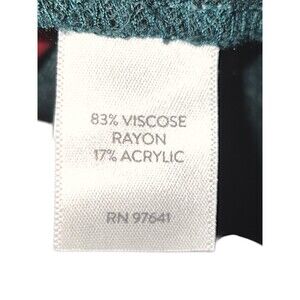 83% VISCOSE
RAYON
17% ACRYLIC
RN 97641